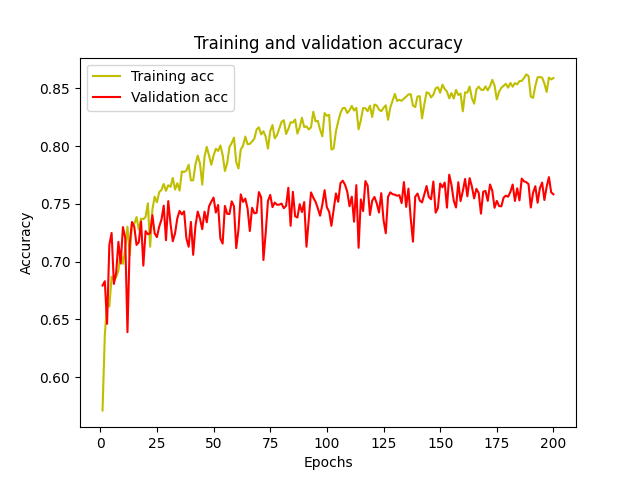 Training and validation accuracy
Training acc
Validation acc
Accuracy
0.85
0.80
0.75
0.70
0.65
0.60
0 25 50 75 100 125 150 175 200
Epochs